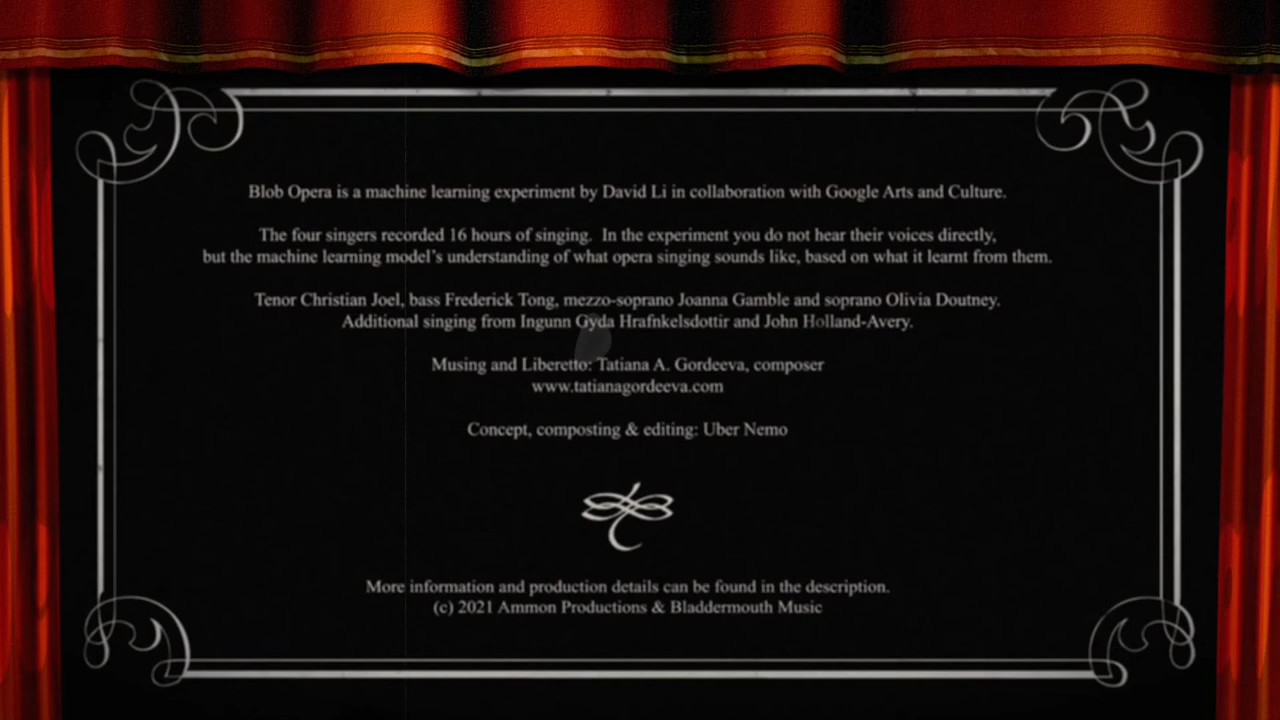 Blob Opera is a machine learning experiment by David Li in collaboration with Google Arts and Culture.
The four singers recorded 16 hours of singing.  In the experiment you do not hear their voices directly,
but the machine learning model's understanding of what opera singing sounds like, based on what it learnt from them.
Tenor Christian Joel, bass Frederick Tong, mezzo-soprano Joanna Gamble and soprano Olivia Doutney.
Additional singing from Ingunn Gyda Hrafnkelsdottir and John Holland-Avery.
Musing and Liberetto: Tatiana A. Gordeeva, composer
www.tatianagordeeva.com
Concept, composting & editing: Uber Nemo
More information and production details can be found in the description.
(c) 2021 Ammon Productions & Bladdermouth Music